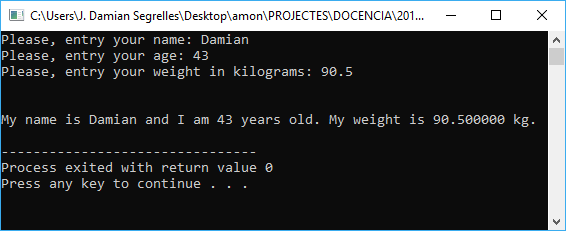 C:\Users\J. Damian Segrelles\Desktop\amon\PROJECTES\DOCENCIA\201...
Please, entry your name: Damian
Please, entry your age: 43
Please, entry your weight in kilograms: 90.5
My name is Damian and I am 43 years old. My weight is 90.500000 kg.
--------------------------------
Process exited with return value 0
Press any key to continue . . .